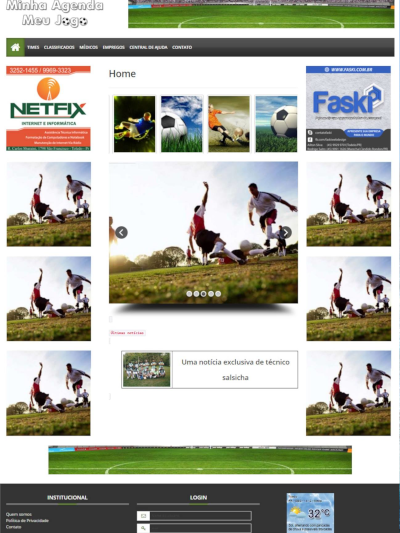 Minha Agenda
Meu Jogo
TIMES CLASSIFICADOS MÉDICOS EMPREGOS CENTRAL DE AJUDA CONTATO
3252-1455 / 9969-3323
NETFIX
INTERNET E INFORMÁTICA
Home
WWW.FASKI.COM.BR
Faski
Últimas notícias
Uma notícia exclusiva de técnico
salsicha
INSTITUCIONAL
LOGIN
Quem somos
Política de Privacidade
Contato
32°C